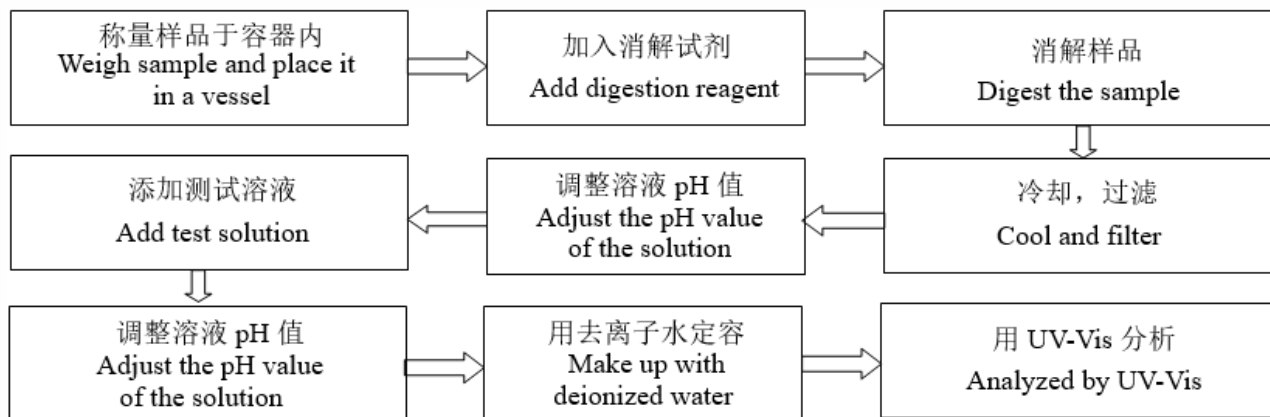 称量样品于容器内
Weigh sample and place it
in a vessel
加入消解试剂
Add digestion reagent
消解样品
Digest the sample
冷却，过滤
Cool and filter
调整溶液 pH 值
Adjust the pH value
of the solution
添加测试溶液
Add test solution
调整溶液 pH 值
Adjust the pH value
of the solution
用去离子水定容
Make up with
deionized water
用 UV-Vis 分析
Analyzed by UV-Vis